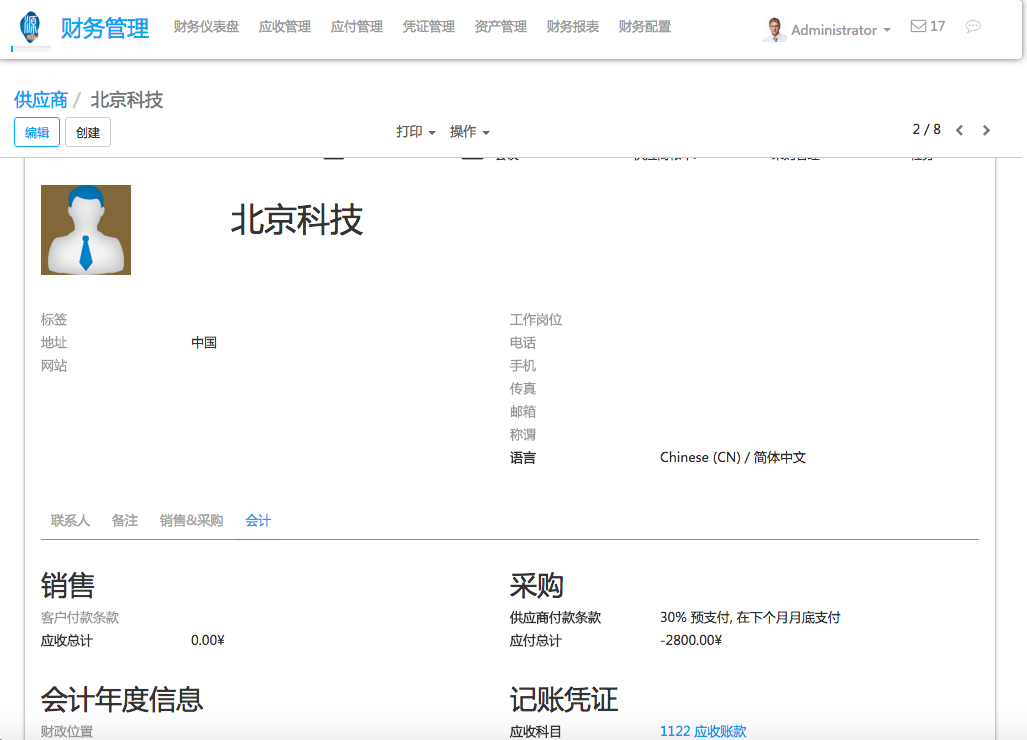 财务管理 财务仪表盘 应收管理 应付管理 凭证管理 资产管理 财务报表 财务配置 Administrator 17
供应商 / 北京科技
编辑 创建 打印 操作 2 / 8
北京科技
标签 工作岗位
地址 中国 电话
网站 手机
传真
邮箱
称谓
语言 Chinese (CN) / 简体中文
联系人 备注 销售&采购 会计
销售 采购
客户付款条款 供应商付款条款 30% 预支付, 在下个月月底支付
应收总计 0.00¥ 应付总计 -2800.00¥
会计年度信息 记账凭证
财政位置 应收科目 1122 应收账款